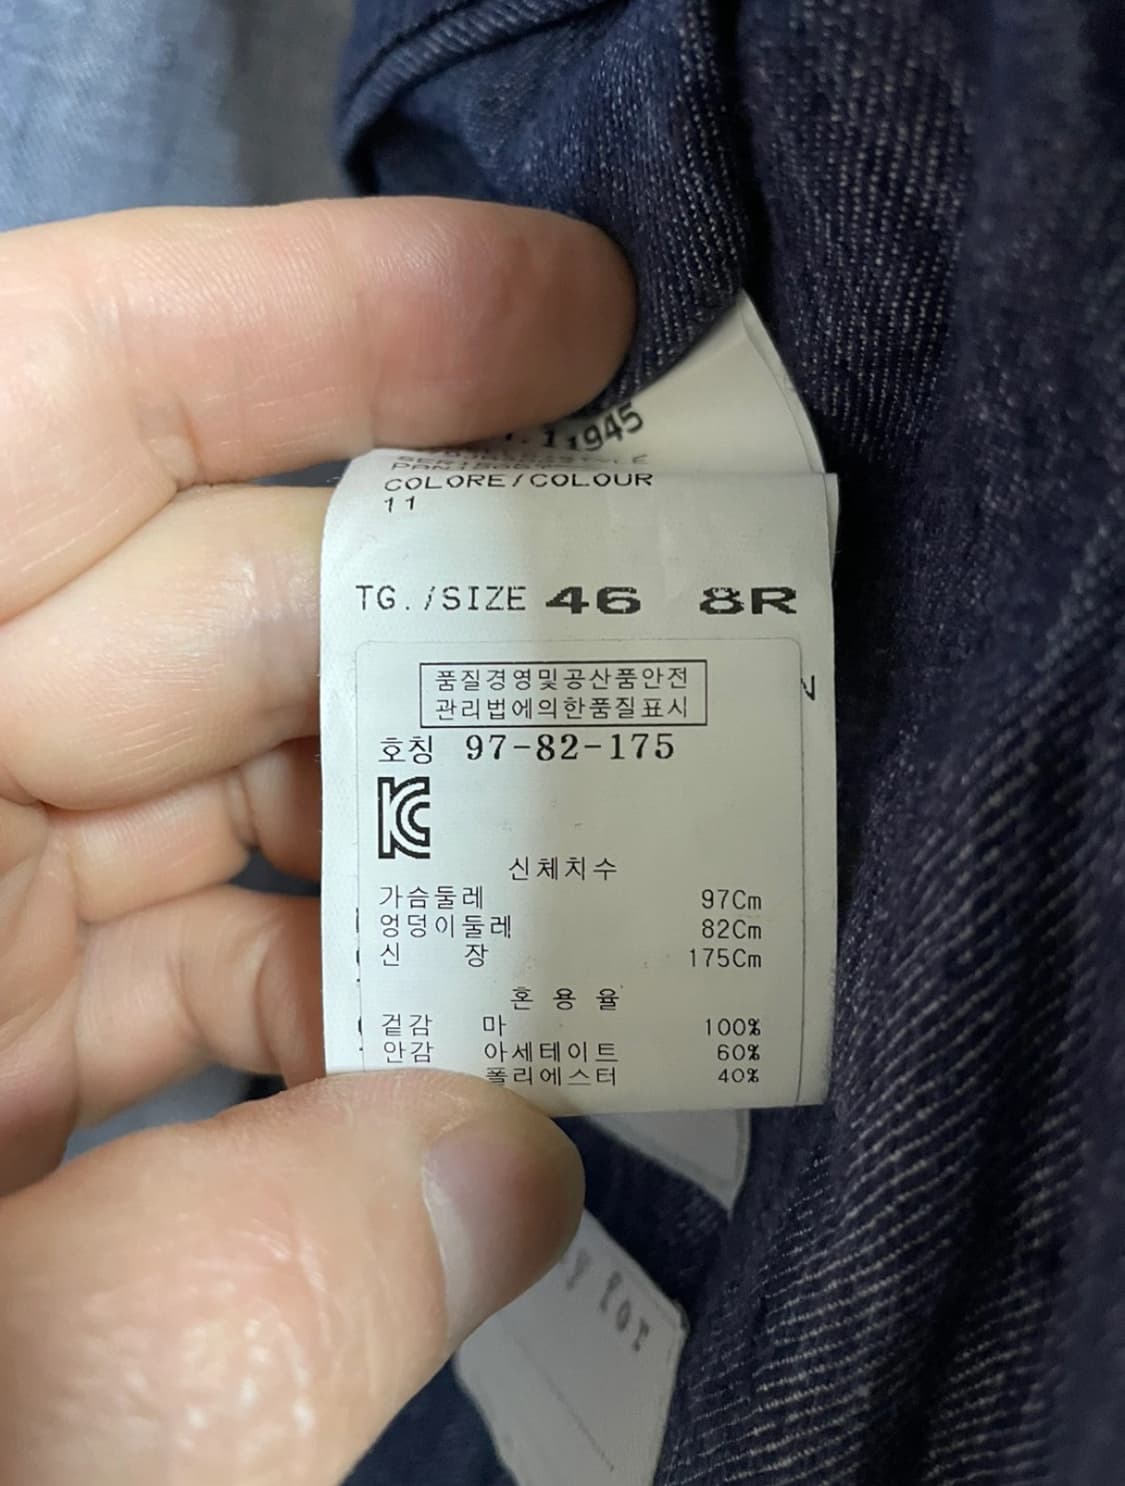 11945
COLORE/COLOUR
11
TG./SIZE 46 8R
품질경영및공산품안전
관리법에의한품질표시
호칭 97-82-175
신체치수
가슴둘레 97Cm
엉덩이둘레 82Cm
신 장 175Cm
혼 용 율
겉감 마 100%
안감 아세테이트 60%
폴리에스터 40%
for